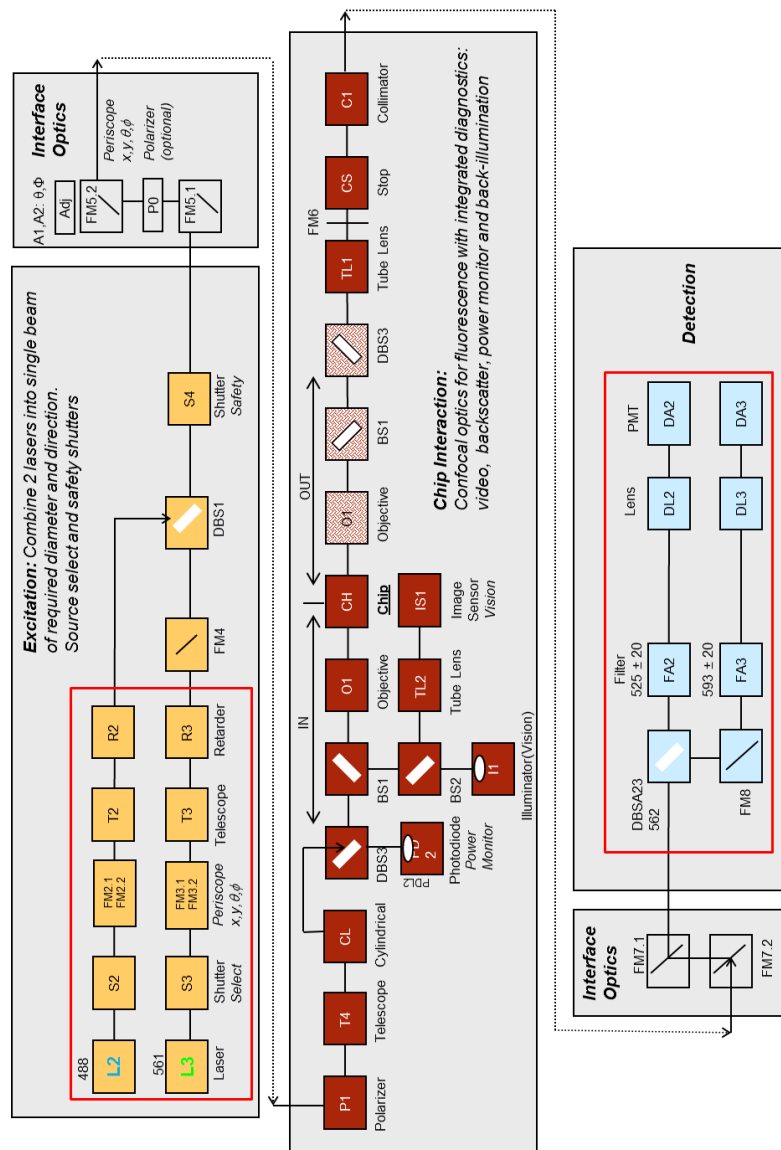 Excitation: Combine 2 lasers into single beam
of required diameter and direction.
Source select and safety shutters
488
L2
S2
FM2.1
FM2.2
T2
R2
561
L3
S3
FM3.1
FM3.2
T3
R3
FM4
DBS1
S4
Laser
Shutter
Select
Periscope
x,y,θ,ϕ
Telescope
Retarder
Shutter
Safety
Interface
Optics
A1,A2: θ,Φ
Adj
FM5,2
P0
FM5,1
Periscope
x,y,θ,ϕ
Polarizer
(optional)
IN
OUT
P1
Polarizer
T4
Telescope
CL
Cylindrical
DBS3
PDL2
PD
2
Photodiode
Power
Monitor
BS1
BS2
I1
Illuminator(Vision)
O1
Objective
TL2
Tube Lens
CH
Chip
IS1
Image
Sensor
Vision
O1
Objective
BS1
DBS3
TL1
Tube Lens
FM6
CS
Stop
C1
Collimator
Chip Interaction:
Confocal optics for fluorescence with integrated diagnostics:
video, backscatter, power monitor and back-illumination
Interface
Optics
FM7.1
FM7.2
Detection
DBSA23
562
FM8
Filter
525 ± 20
FA2
593 ± 20
FA3
Lens
DL2
DL3
PMT
DA2
DA3